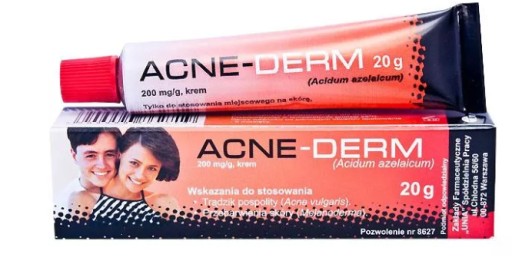 ACNE-DERM 20 g
200 mg/g, krem
(Acidum azelaicum)
Tylko do stosowania miejscowego na skórę.
ACNE-DERM
200 mg/g, krem
(Acidum azelaicum)
Wskazania do stosowania
• Trądzik pospolity (Acne vulgaris).
• Przebarwienia skóry (Melanoderma).
20 g
Pozwolenie nr 8627
Podmiot odpowiedzialny
Zakłady Farmaceutyczne
„UNIA” Spółdzielnia Pracy
ul. Chłodna 56/60
00-872 Warszawa